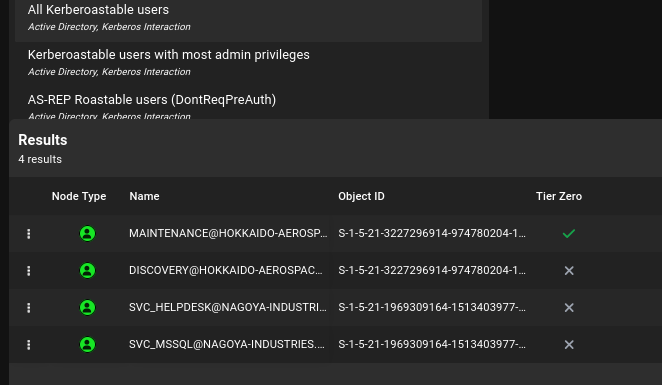 All Kerberoastable users
Active Directory, Kerberos Interaction
Kerberoastable users with most admin privileges
Active Directory, Kerberos Interaction
AS-REP Roastable users (DontReqPreAuth)
Active Directory, Kerberos Interaction
Results
4 results
Node Type Name Object ID Tier Zero
MAINTENANCE@HOKKAIDO-AEROSP... S-1-5-21-3227296914-974780204-1...
DISCOVERY@HOKKAIDO-AEROSPAC... S-1-5-21-3227296914-974780204-1...
SVC_HELPDESK@NAGOYA-INDUSTRI... S-1-5-21-1969309164-1513403977-...
SVC_MSSQL@NAGOYA-INDUSTRIES.... S-1-5-21-1969309164-1513403977-...